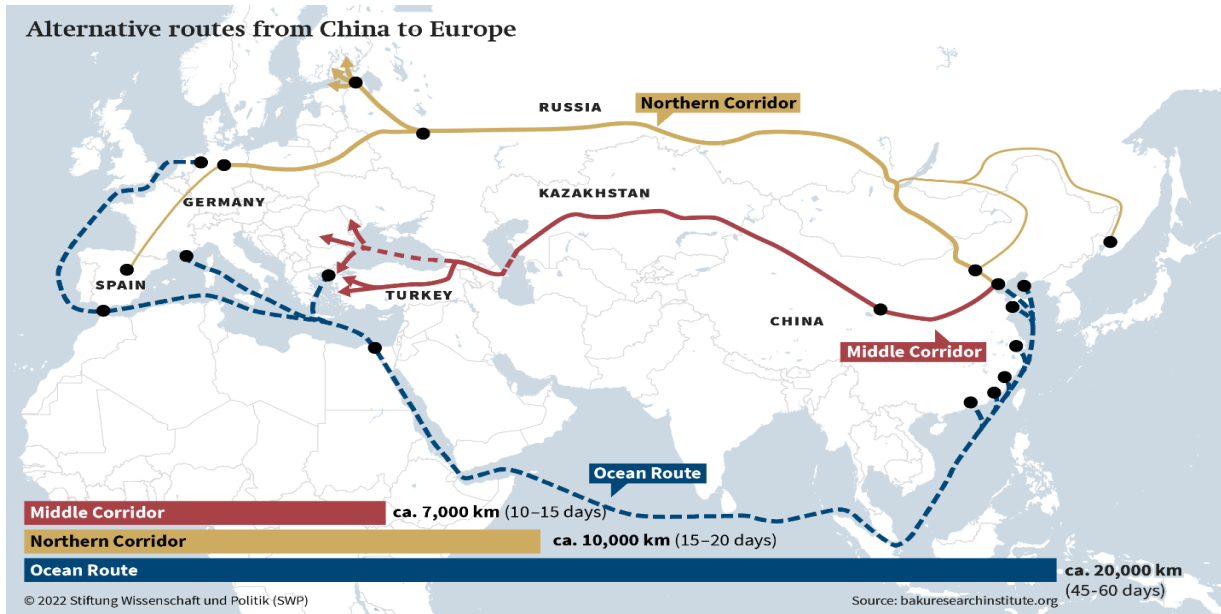 Alternative routes from China to Europe
RUSSIA
Northern Corridor
KAZAKHSTAN
GERMANY
SPAIN
TURKEY
CHINA
Middle Corridor
Ocean Route
Middle Corridor ca. 7,000 km (10–15 days)
Northern Corridor ca. 10,000 km (15–20 days)
Ocean Route ca. 20,000 km
(45-60 days)
© 2022 Stiftung Wissenschaft und Politik (SWP) Source: bakuresearchinstitute.org